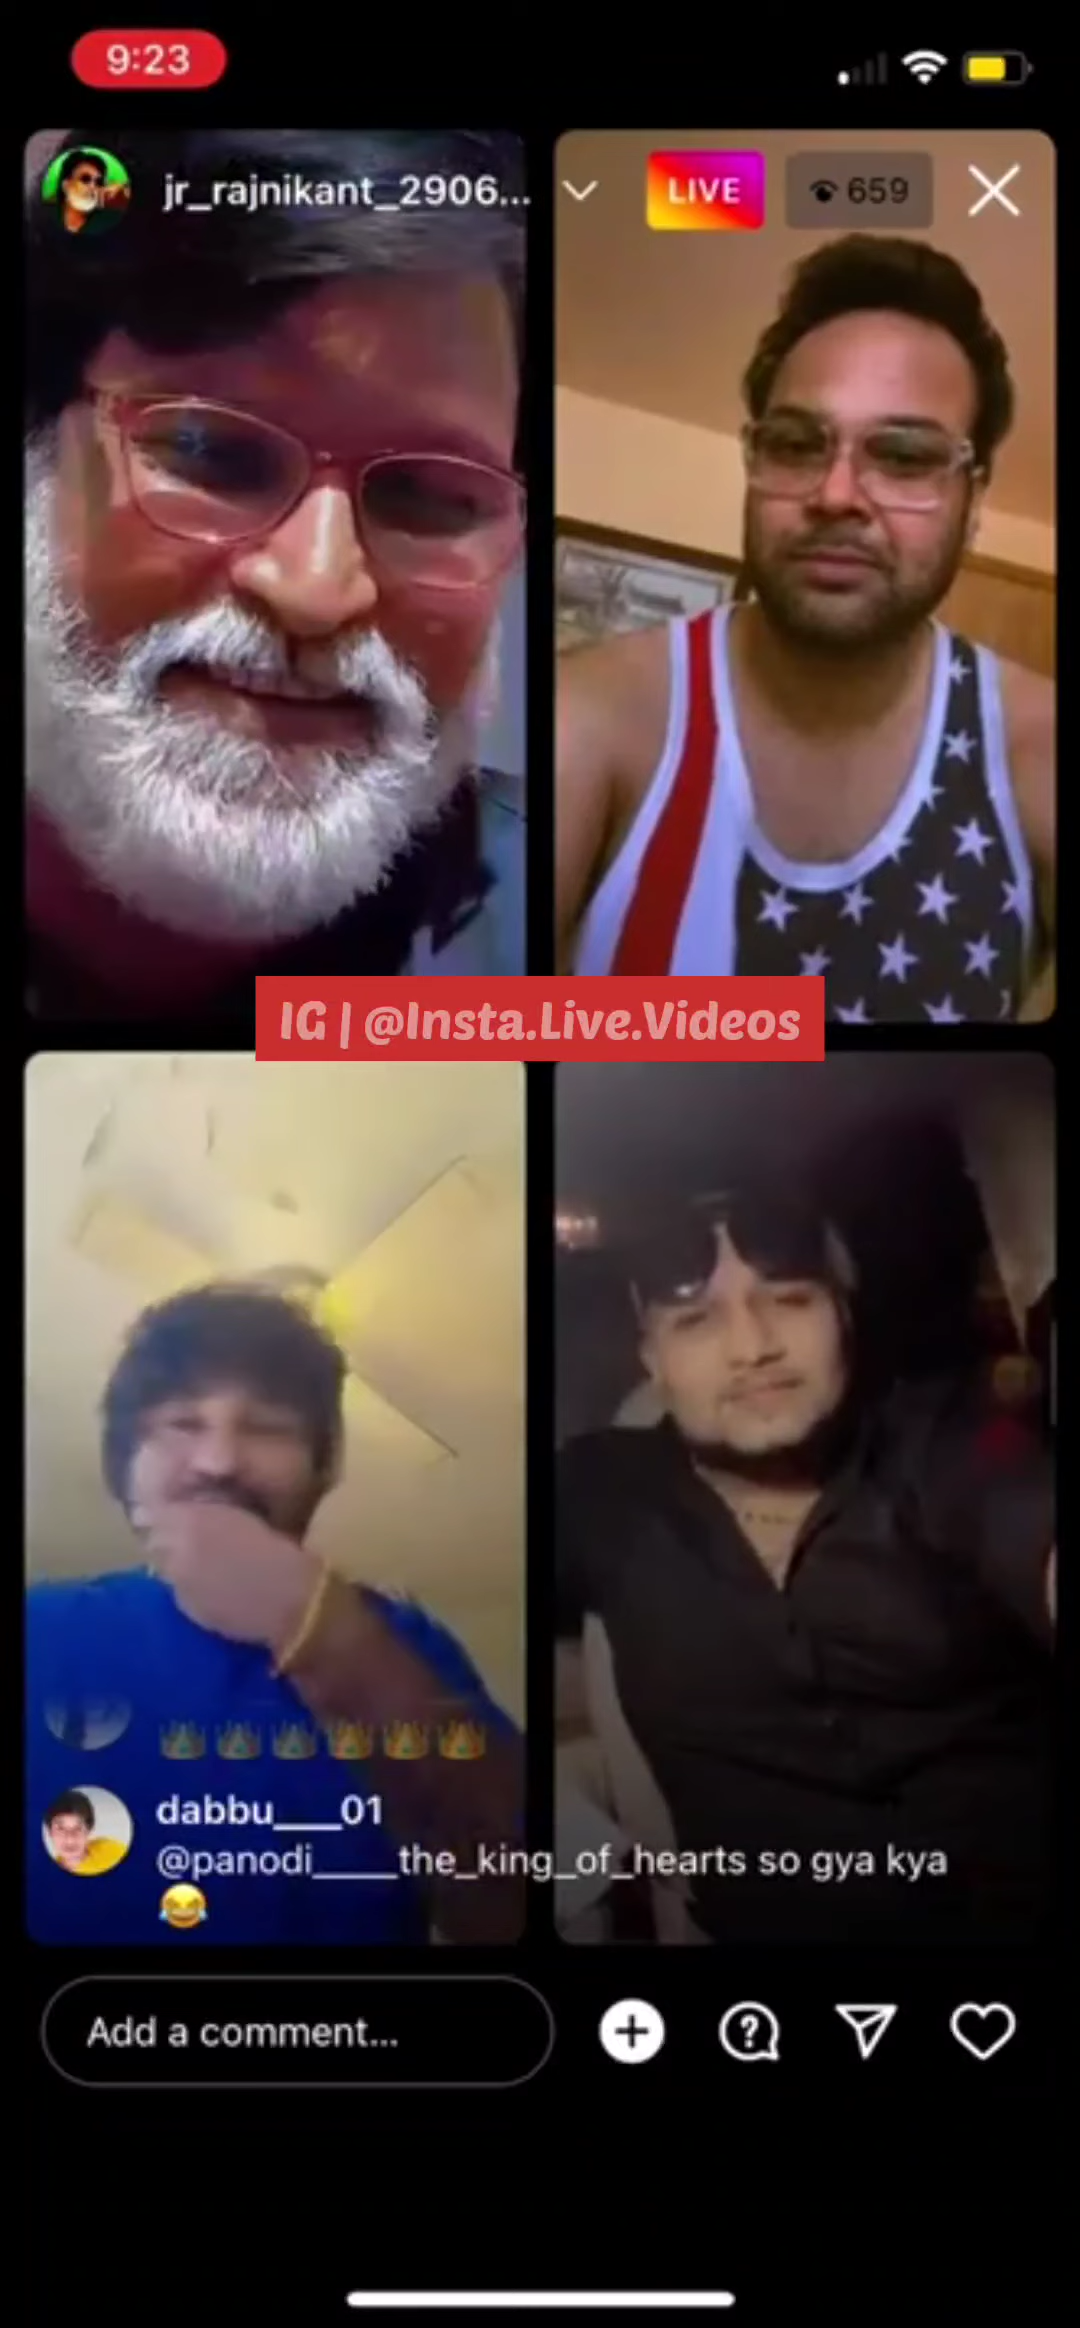 9:23
jr_rajnikant_2906...
LIVE
659
IG | @Insta.Live.Videos
dabbu___01
@panodi____the_king_of_hearts so gya kya
😂
Add a comment...